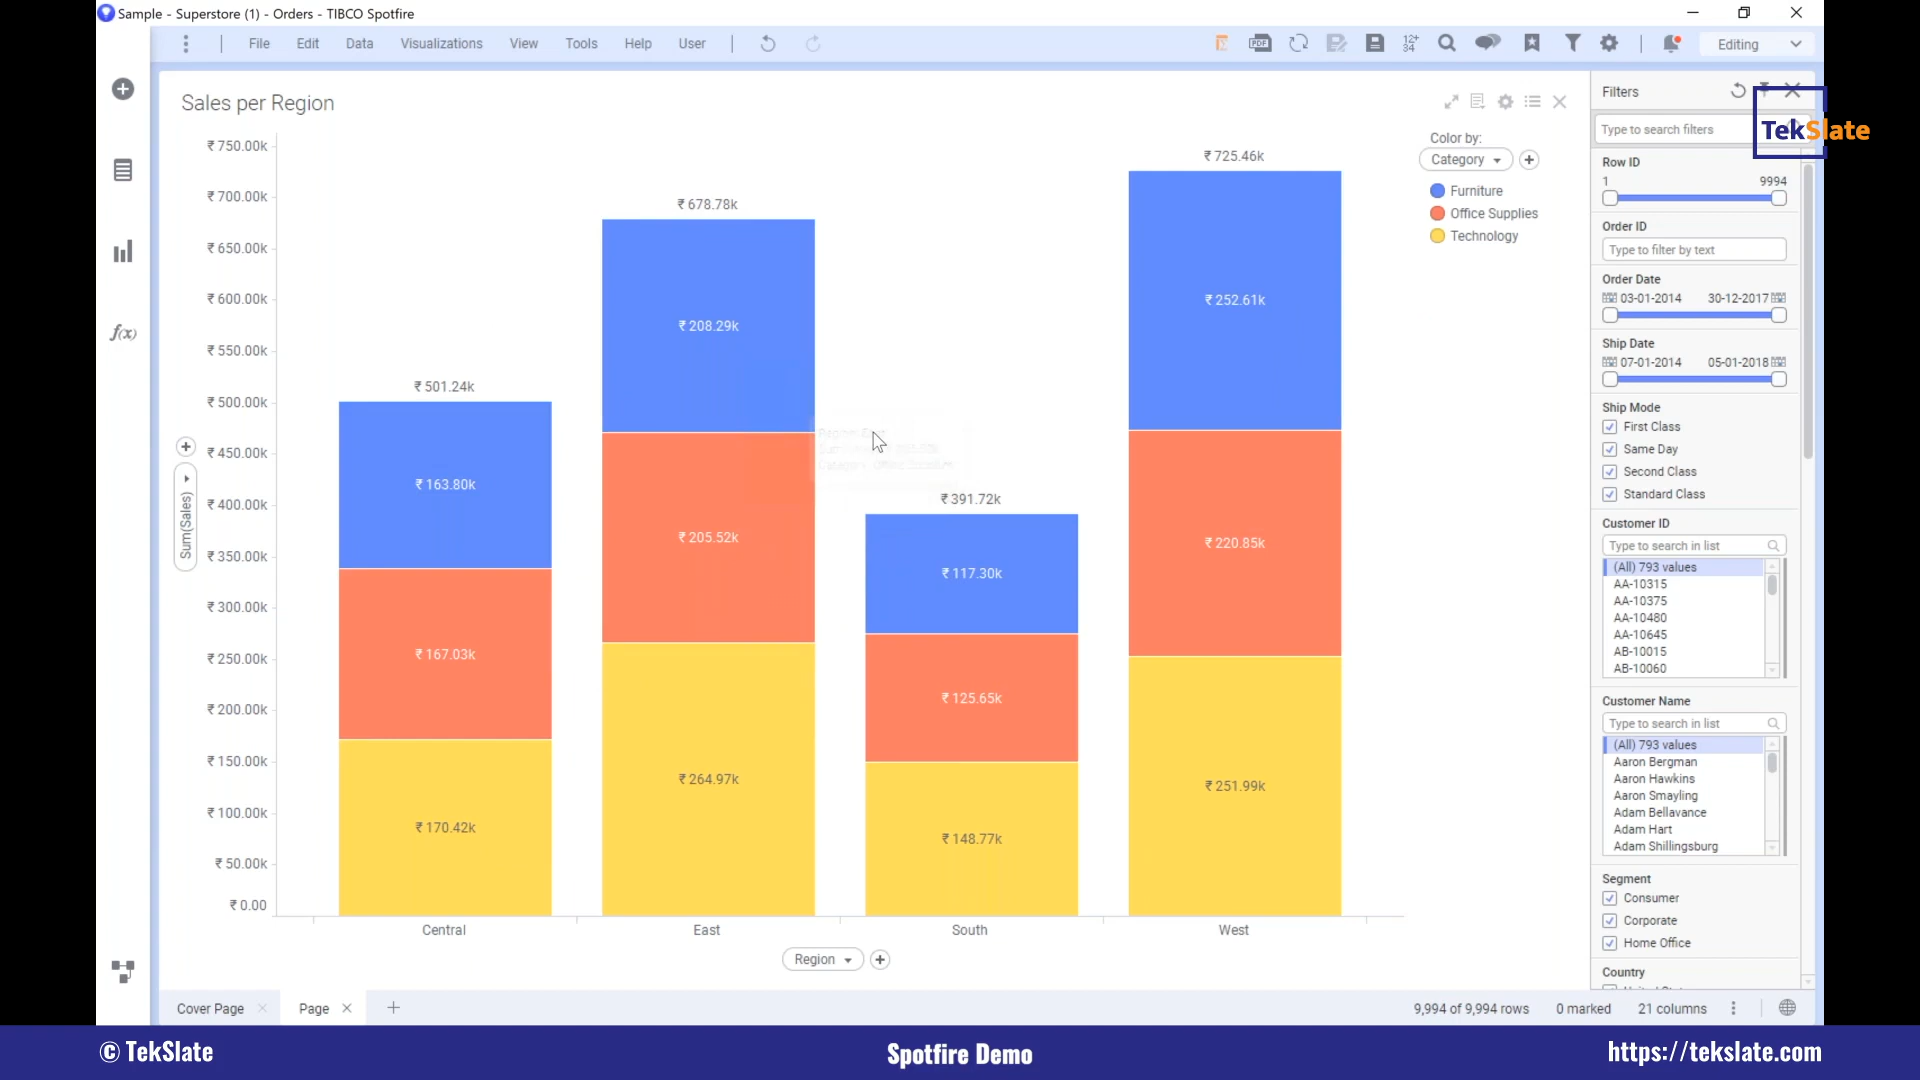 Sample - Superstore (1) - Orders - TIBCO Spotfire
File Edit Data Visualizations View Tools Help User
PDF
12+
34
Editing
Sales per Region
₹ 750.00k
₹ 700.00k
₹ 650.00k
₹ 600.00k
₹ 550.00k
₹ 500.00k
₹ 450.00k
₹ 400.00k
₹ 350.00k
₹ 300.00k
₹ 250.00k
₹ 200.00k
₹ 150.00k
₹ 100.00k
₹ 50.00k
₹ 0.00
Sum(Sales)
f(x)
₹ 501.24k
₹ 163.80k
₹ 167.03k
₹ 170.42k
₹ 678.78k
₹ 208.29k
₹ 205.52k
₹ 264.97k
₹ 391.72k
₹ 117.30k
₹ 125.65k
₹ 148.77k
₹ 725.46k
₹ 252.61k
₹ 220.85k
₹ 251.99k
Central East South West
Region
Color by:
Category
Furniture
Office Supplies
Technology
Filters
Type to search filters
TekSlate
Row ID
1 9994
Order ID
Type to filter by text
Order Date
03-01-2014 30-12-2017
Ship Date
07-01-2014 05-01-2018
Ship Mode
First Class
Same Day
Second Class
Standard Class
Customer ID
Type to search in list
(All) 793 values
AA-10315
AA-10375
AA-10480
AA-10645
AB-10015
AB-10060
Customer Name
Type to search in list
(All) 793 values
Aaron Bergman
Aaron Hawkins
Aaron Smayling
Adam Bellavance
Adam Hart
Adam Shillingsburg
Segment
Consumer
Corporate
Home Office
Country
Cover Page Page
9,994 of 9,994 rows 0 marked 21 columns
© TekSlate
Spotfire Demo
https://tekslate.com